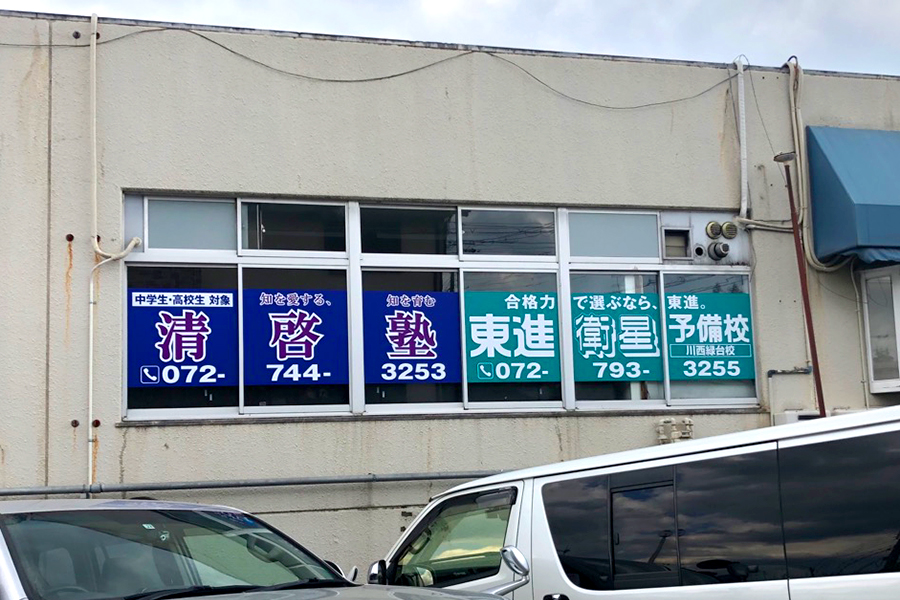 中学生・高校生 対象 知を愛する、 知を育む
清啓塾
072-744-3253
合格力で選ぶなら、東進。
東進衛星予備校
川西緑台校
072-793-3255